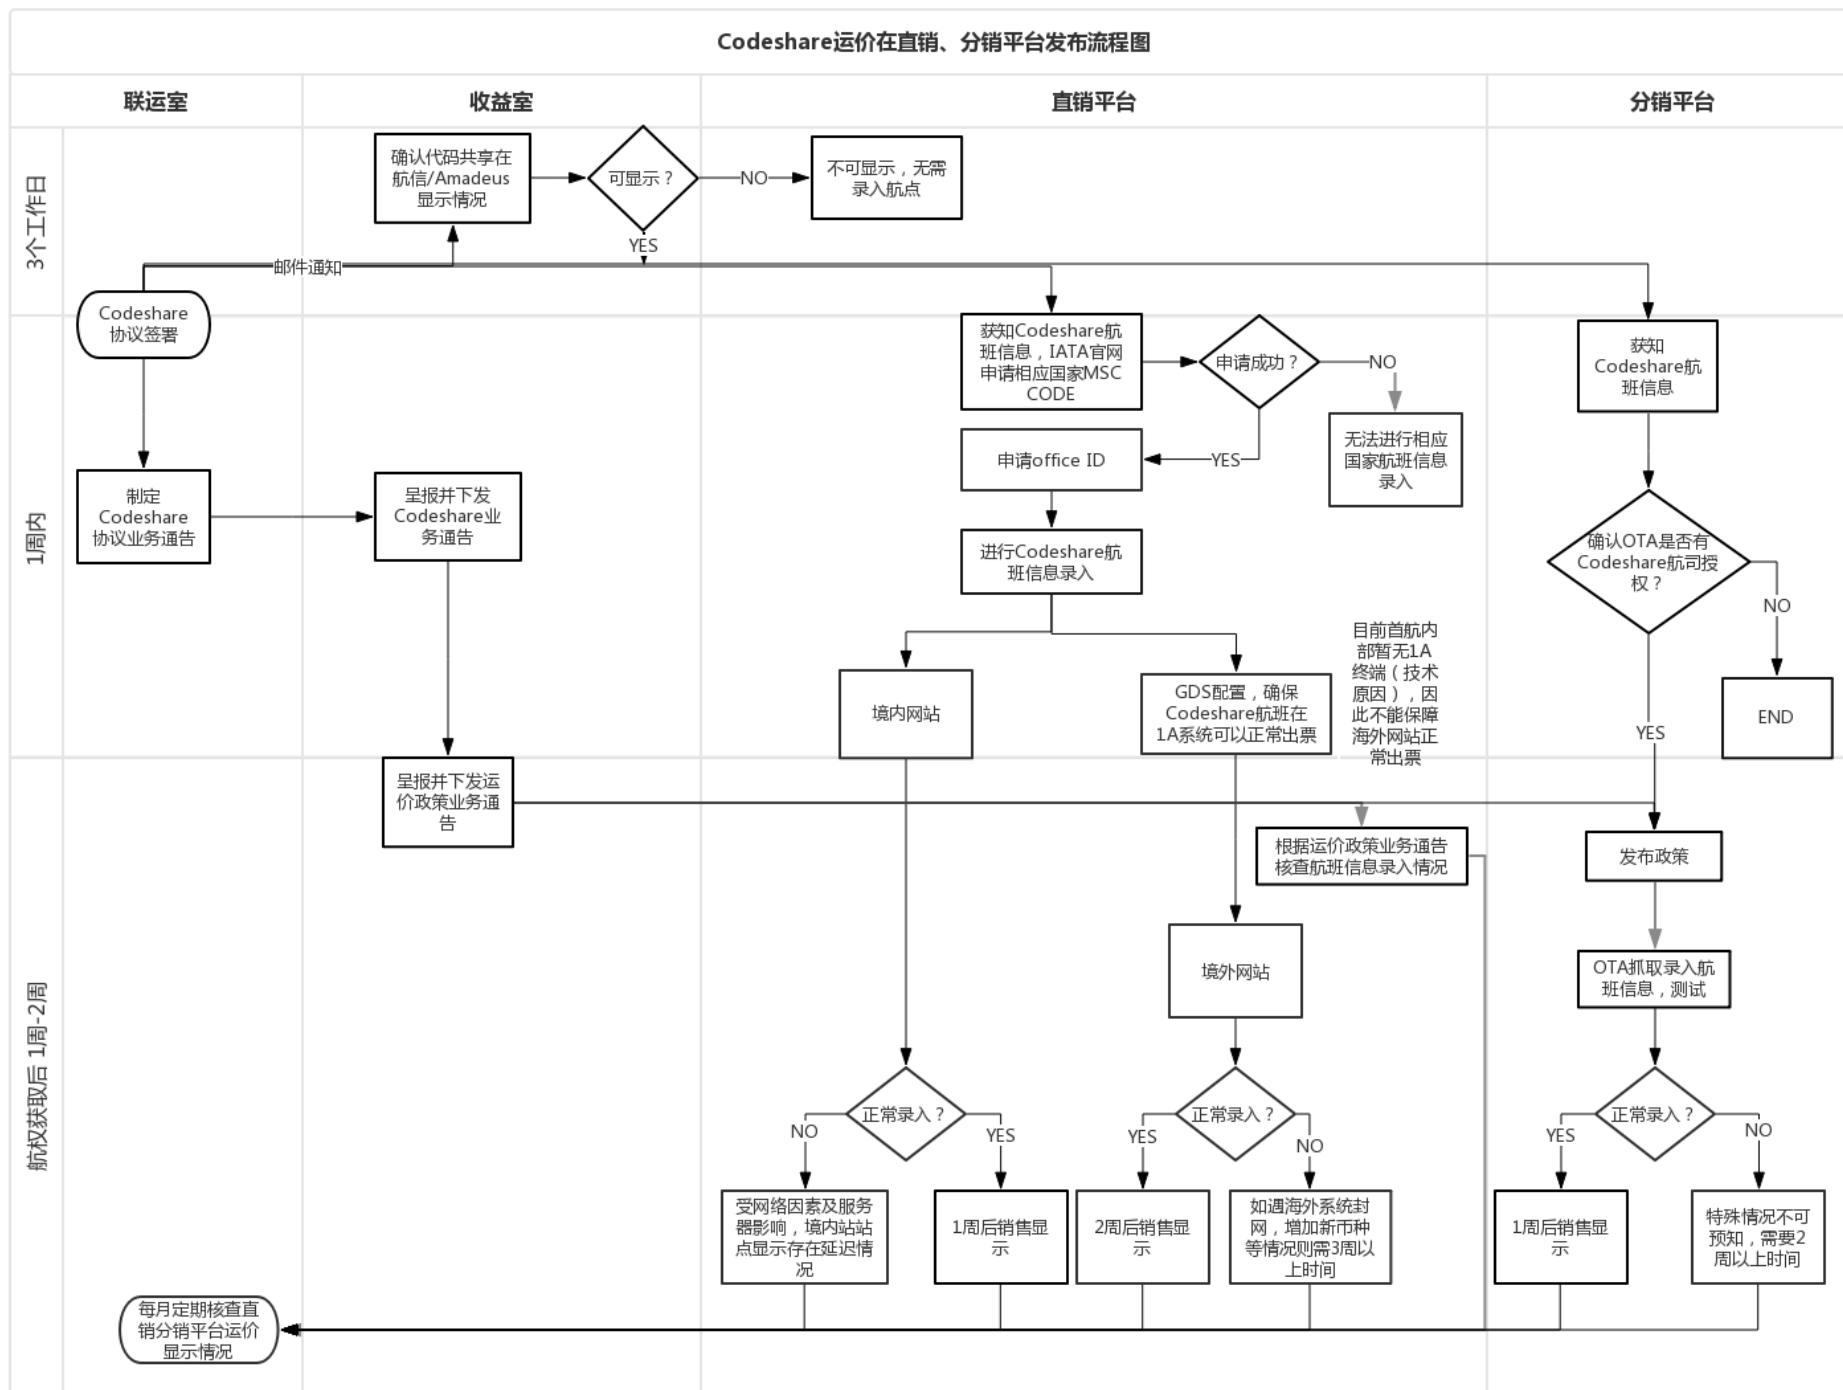 Codeshare运价在直销、分销平台发布流程图
联运室
收益室
直销平台
分销平台
3个工作日
确认代码共享在
航信/Amadeus
显示情况
可显示？
NO
不可显示，无需
录入航点
YES
邮件通知
1周内
Codeshare
协议签署
获知Codeshare航
班信息，IATA官网
申请相应国家MSC
CODE
申请成功？
NO
获知
Codeshare航
班信息
无法进行相应
国家航班信息
录入
申请office ID
YES
制定
Codeshare
协议业务通告
呈报并下发
Codeshare业
务通告
进行Codeshare航
班信息录入
确认OTA是否有
Codeshare航司授
权？
NO
END
YES
境内网站
GDS配置，确保
Codeshare航班在
1A系统可以正常出票
目前首航内
部暂无1A
终端（技术
原因），因
此不能保障
海外网站正
常出票
航权获取后 1周-2周
呈报并下发运
价政策业务通
告
根据运价政策业务通告
核查航班信息录入情况
发布政策
境外网站
OTA抓取录入航
班信息，测试
正常录入？
NO
YES
正常录入？
YES
NO
正常录入？
YES
NO
受网络因素及服务
器影响，境内站站
点显示存在延迟情
况
1周后销售显
示
2周后销售显
示
如遇海外系统封
网，增加新币种
等情况则需3周以
上时间
1周后销售显
示
特殊情况不可
预知，需要2
周以上时间
每月定期核查直
销分销平台运价
显示情况